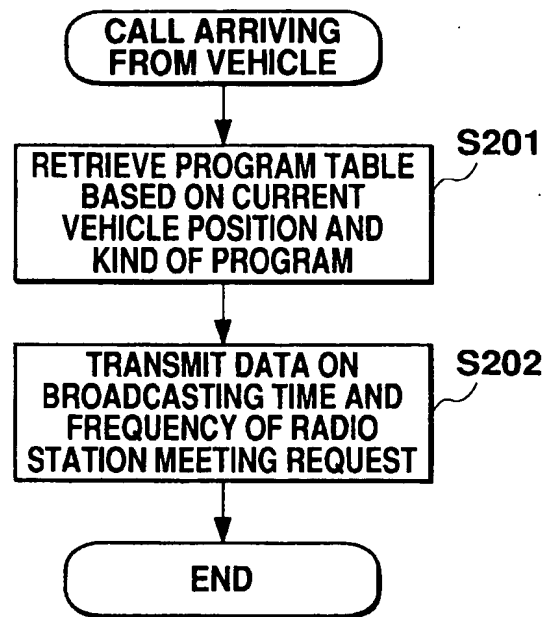 CALL ARRIVING
FROM VEHICLE
S201
RETRIEVE PROGRAM TABLE
BASED ON CURRENT
VEHICLE POSITION AND
KIND OF PROGRAM
S202
TRANSMIT DATA ON
BROADCASTING TIME AND
FREQUENCY OF RADIO
STATION MEETING REQUEST
END